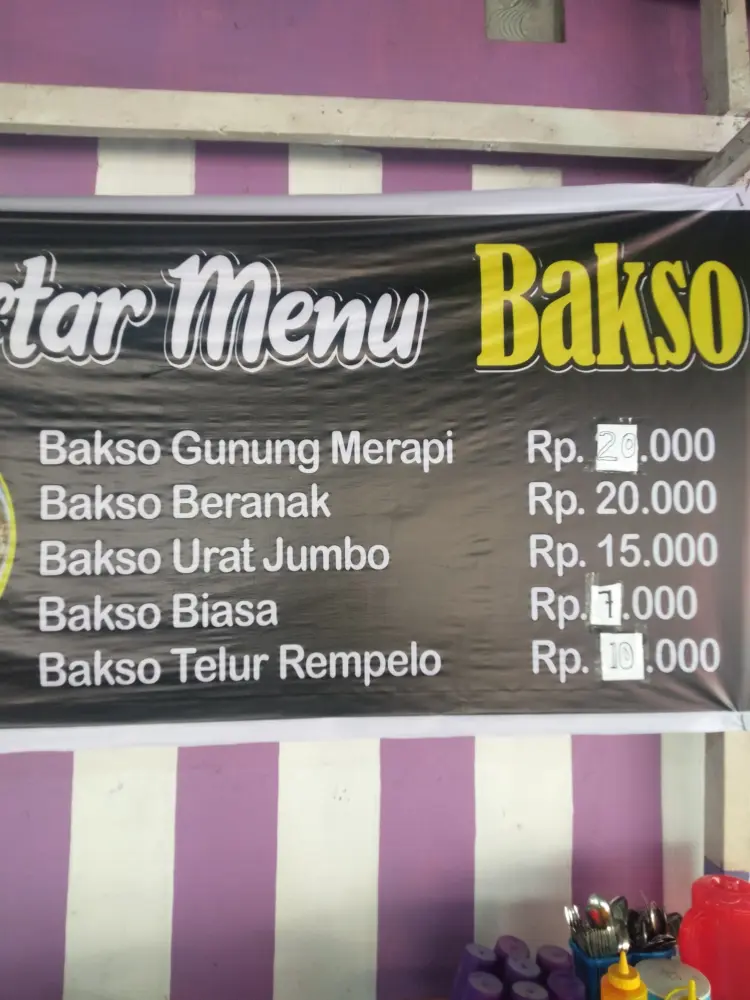 Menu Bakso
Bakso Gunung Merapi Rp. 20.000
Bakso Beranak Rp. 20.000
Bakso Urat Jumbo Rp. 15.000
Bakso Biasa Rp. 7.000
Bakso Telur Rempelo Rp. 10.000